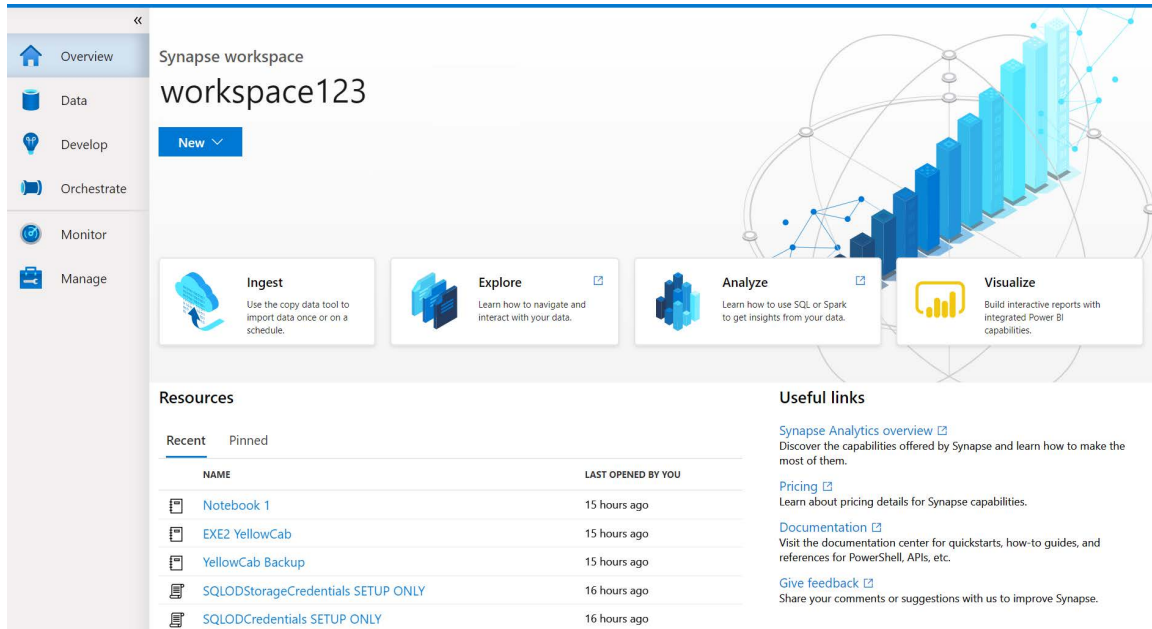 «
Overview
Data
Develop
Orchestrate
Monitor
Manage
Synapse workspace
workspace123
New
Ingest
Use the copy data tool to
import data once or on a
schedule.
Explore
Learn how to navigate and
interact with your data.
Analyze
Learn how to use SQL or Spark
to get insights from your data.
Visualize
Build interactive reports with
integrated Power BI
capabilities.
Resources
Recent Pinned
NAME LAST OPENED BY YOU
Notebook 1 15 hours ago
EXE2 YellowCab 15 hours ago
YellowCab Backup 15 hours ago
SQLODStorageCredentials SETUP ONLY 16 hours ago
SQLODCredentials SETUP ONLY 16 hours ago
Useful links
Synapse Analytics overview
Discover the capabilities offered by Synapse and learn how to make the
most of them.
Pricing
Learn about pricing details for Synapse capabilities.
Documentation
Visit the documentation center for quickstarts, how-to guides, and
references for PowerShell, APIs, etc.
Give feedback
Share your comments or suggestions with us to improve Synapse.